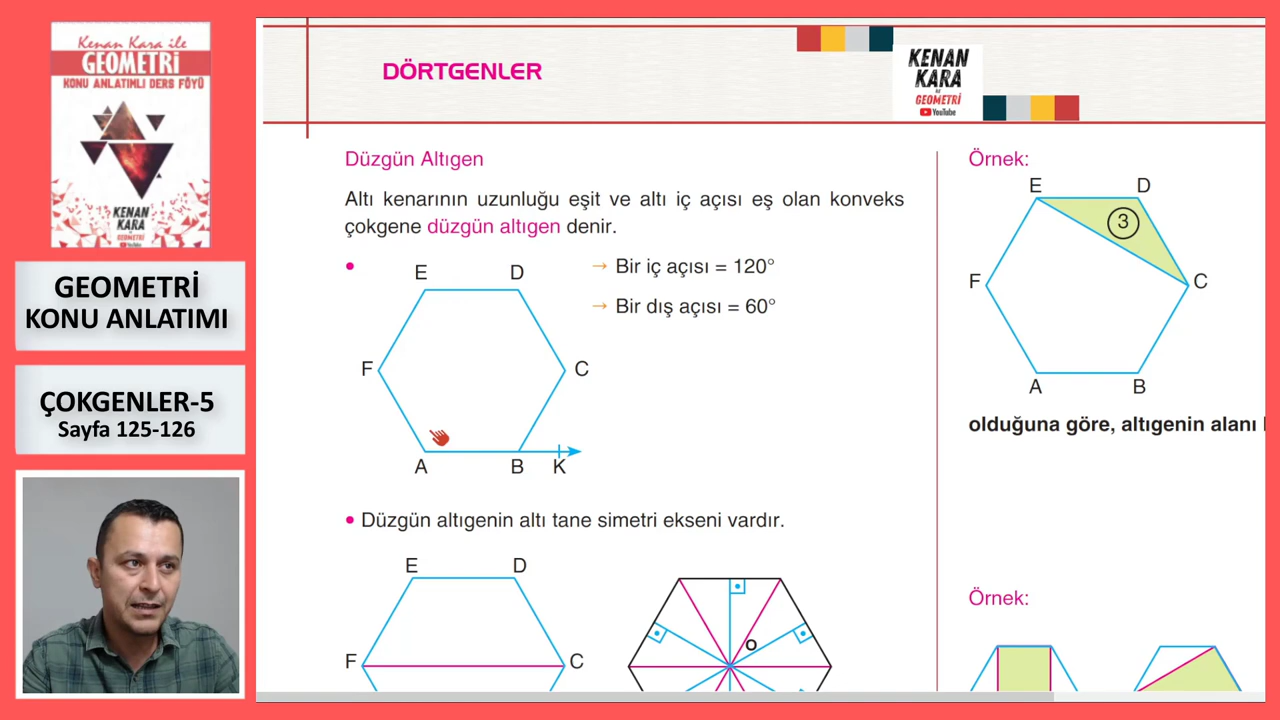 Kenan Kara ile
GEOMETRİ
KONU ANLATIMLI DERS FÖYÜ
KENAN
KARA
GEOMETRİ
YouTube
GEOMETRİ
KONU ANLATIMI
ÇOKGENLER-5
Sayfa 125-126
DÖRTGENLER
KENAN
KARA
ile
GEOMETRİ
YouTube
Düzgün Altıgen
Altı kenarının uzunluğu eşit ve altı iç açısı eş olan konveks
çokgene düzgün altıgen denir.
• E D → Bir iç açısı = 120°
→ Bir dış açısı = 60°
F C
A B K
• Düzgün altıgenin altı tane simetri ekseni vardır.
E D
O
F C
Örnek:
E D
3
F C
A B
olduğuna göre, altıgenin alanı
Örnek: